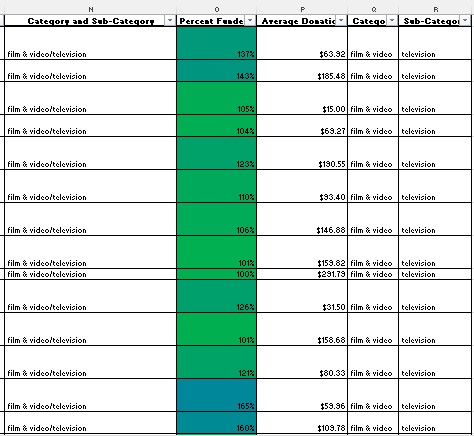 N O P Q R
Category and Sub-Category Percent Funde Average Donatic Catego Sub-Catego
film & video/television 137% $63.92 film & video television
film & video/television 143% $185.48 film & video television
film & video/television 105% $15.00 film & video television
film & video/television 104% $69.27 film & video television
film & video/television 123% $190.55 film & video television
film & video/television 110% $93.40 film & video television
film & video/television 106% $146.88 film & video television
film & video/television 101% $159.82 film & video television
film & video/television 100% $291.79 film & video television
film & video/television 126% $31.50 film & video television
film & video/television 101% $158.68 film & video television
film & video/television 121% $80.33 film & video television
film & video/television 165% $59.96 film & video television
film & video/television 160% $109.78 film & video television